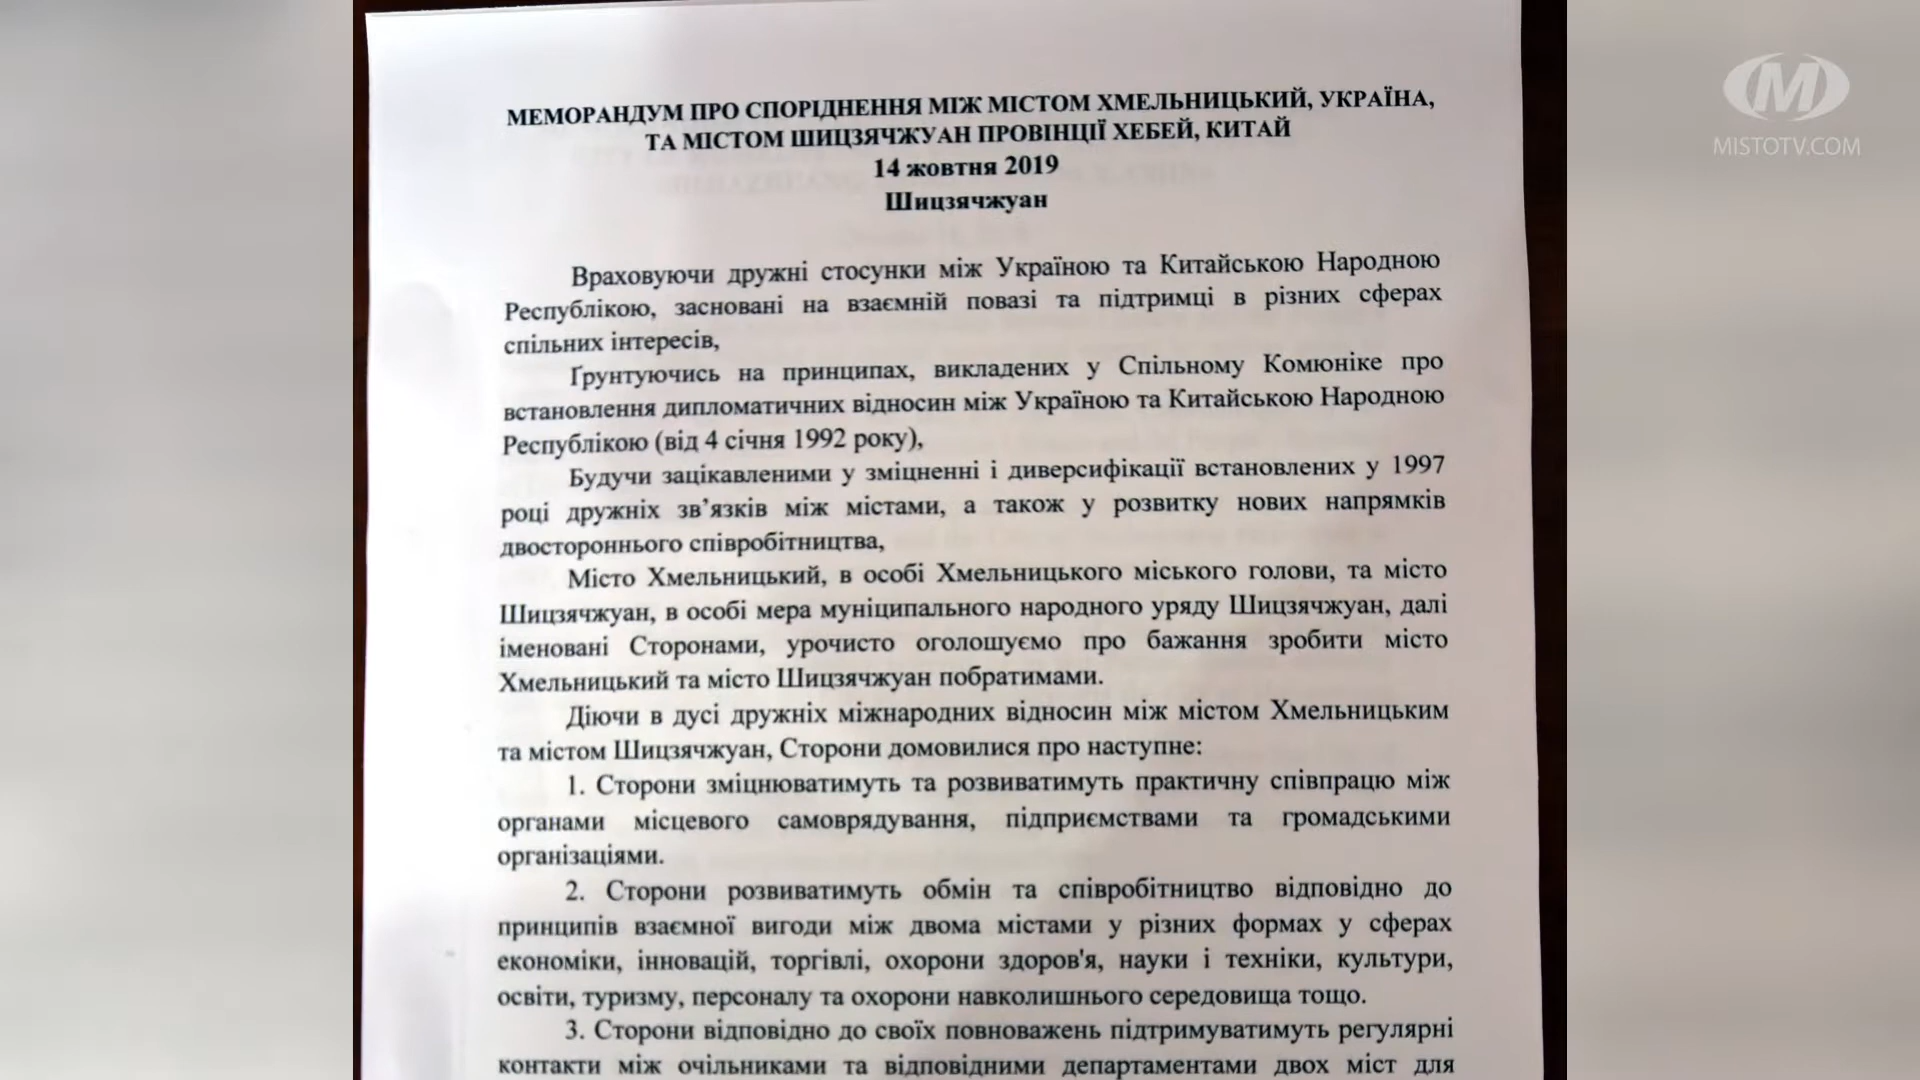 МЕМОРАНДУМ ПРО СПОРІДНЕННЯ МІЖ МІСТОМ ХМЕЛЬНИЦЬКИЙ, УКРАЇНА,
ТА МІСТОМ ШИЦЗЯЧЖУАН ПРОВІНЦІЇ ХЕБЕЙ, КИТАЙ
14 жовтня 2019
Шицзячжуан
Враховуючи дружні стосунки між Україною та Китайською Народною
Республікою, засновані на взаємній повазі та підтримці в різних сферах
спільних інтересів,
Ґрунтуючись на принципах, викладених у Спільному Комюніке про
встановлення дипломатичних відносин між Україною та Китайською Народною
Республікою (від 4 січня 1992 року),
Будучи зацікавленими у зміцненні і диверсифікації встановлених у 1997
році дружніх зв’язків між містами, а також у розвитку нових напрямків
двостороннього співробітництва,
Місто Хмельницький, в особі Хмельницького міського голови, та місто
Шицзячжуан, в особі мера муніципального народного уряду Шицзячжуан, далі
іменовані Сторонами, урочисто оголошуємо про бажання зробити місто
Хмельницький та місто Шицзячжуан побратимами.
Діючи в дусі дружніх міжнародних відносин між містом Хмельницьким
та містом Шицзячжуан, Сторони домовилися про наступне:
1. Сторони зміцнюватимуть та розвиватимуть практичну співпрацю між
органами місцевого самоврядування, підприємствами та громадськими
організаціями.
2. Сторони розвиватимуть обмін та співробітництво відповідно до
принципів взаємної вигоди між двома містами у різних формах у сферах
економіки, інновацій, торгівлі, охорони здоров'я, науки і техніки, культури,
освіти, туризму, персоналу та охорони навколишнього середовища тощо.
3. Сторони відповідно до своїх повноважень підтримуватимуть регулярні
контакти між очільниками та відповідними департаментами двох міст для
M
MISTOTV.COM